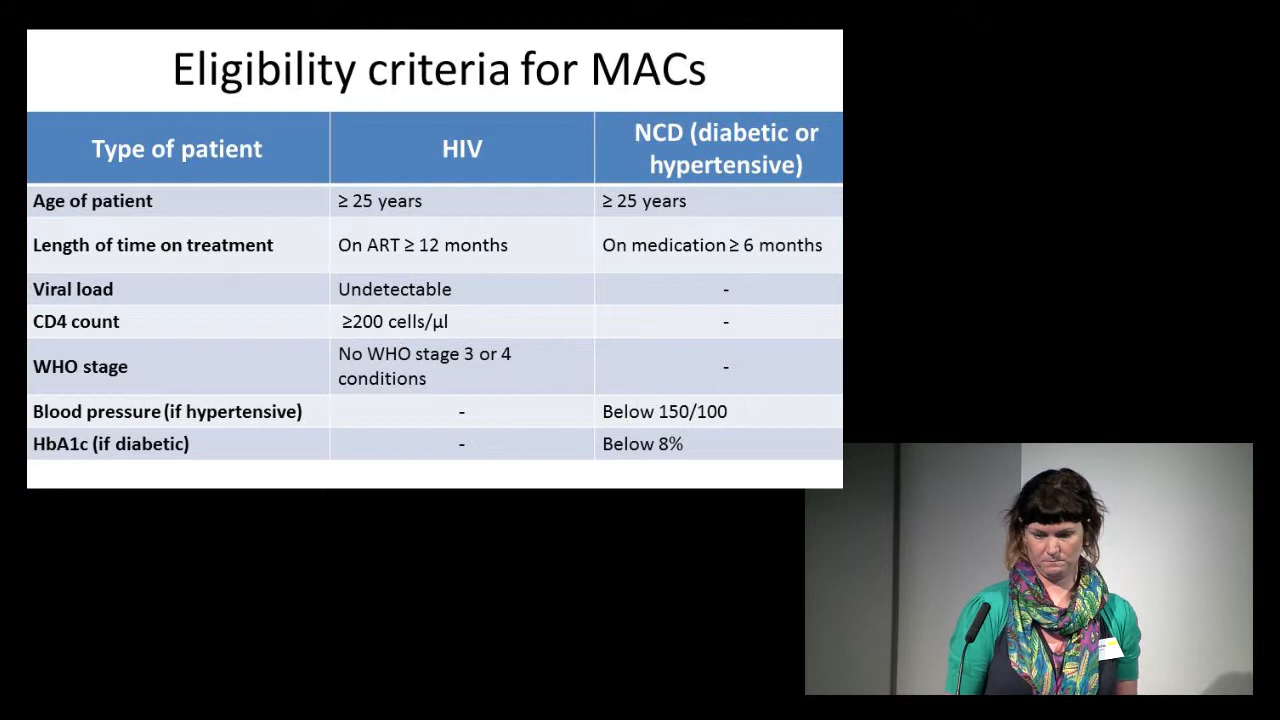 Eligibility criteria for MACs
Type of patient
HIV
NCD (diabetic or
hypertensive)
Age of patient
≥ 25 years
≥ 25 years
Length of time on treatment
On ART ≥ 12 months
On medication ≥ 6 months
Viral load
Undetectable
-
CD4 count
≥200 cells/µl
-
WHO stage
No WHO stage 3 or 4
conditions
-
Blood pressure (if hypertensive)
-
Below 150/100
HbA1c (if diabetic)
-
Below 8%